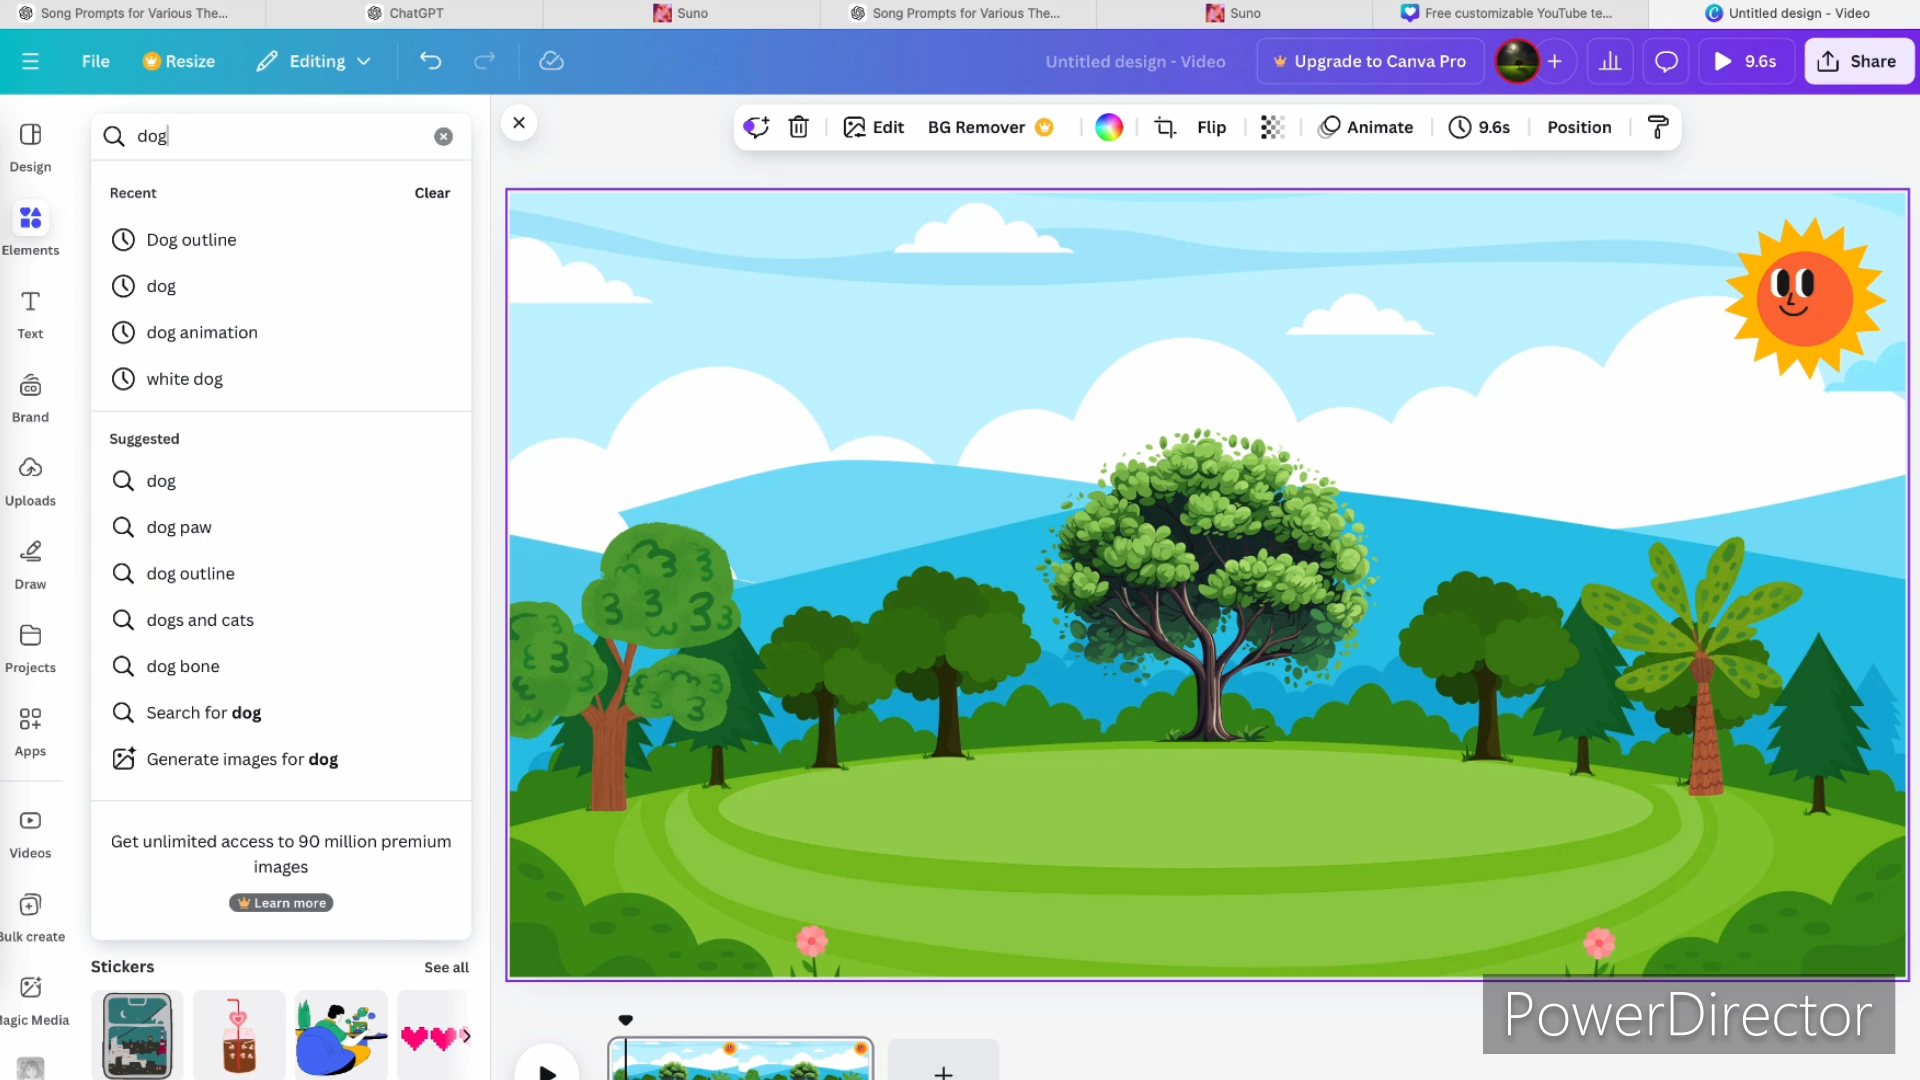 Song Prompts for Various The...
ChatGPT
Suno
Song Prompts for Various The...
Suno
Free customizable YouTube te...
Untitled design - Video
File
Resize
Editing
Untitled design - Video
Upgrade to Canva Pro
9.6s
Share
Design
Elements
Text
Brand
Uploads
Draw
Projects
Apps
Videos
Bulk create
Magic Media
dog
Recent
Clear
Dog outline
dog
dog animation
white dog
Suggested
dog
dog paw
dog outline
dogs and cats
dog bone
Search for dog
Generate images for dog
Get unlimited access to 90 million premium
images
Learn more
Stickers
See all
Edit
BG Remover
Flip
Animate
9.6s
Position
PowerDirector